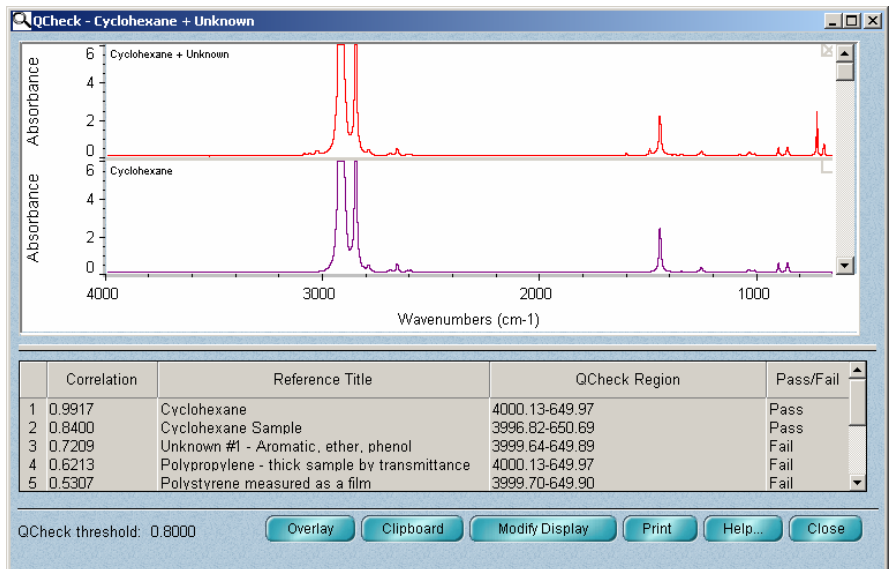 QCheck - Cyclohexane + Unknown
Cyclohexane + Unknown
Absorbance
6
4
2
0
Cyclohexane
Absorbance
6
4
2
0
4000 3000 2000 1000
Wavenumbers (cm-1)
Correlation Reference Title QCheck Region Pass/Fail
1 0.9917 Cyclohexane 4000.13-649.97 Pass
2 0.8400 Cyclohexane Sample 3996.82-650.69 Pass
3 0.7209 Unknown #1 - Aromatic, ether, phenol 3999.64-649.89 Fail
4 0.6213 Polypropylene - thick sample by transmittance 4000.13-649.97 Fail
5 0.5307 Polystyrene measured as a film 3999.70-649.90 Fail
QCheck threshold: 0.8000 Overlay Clipboard Modify Display Print Help... Close